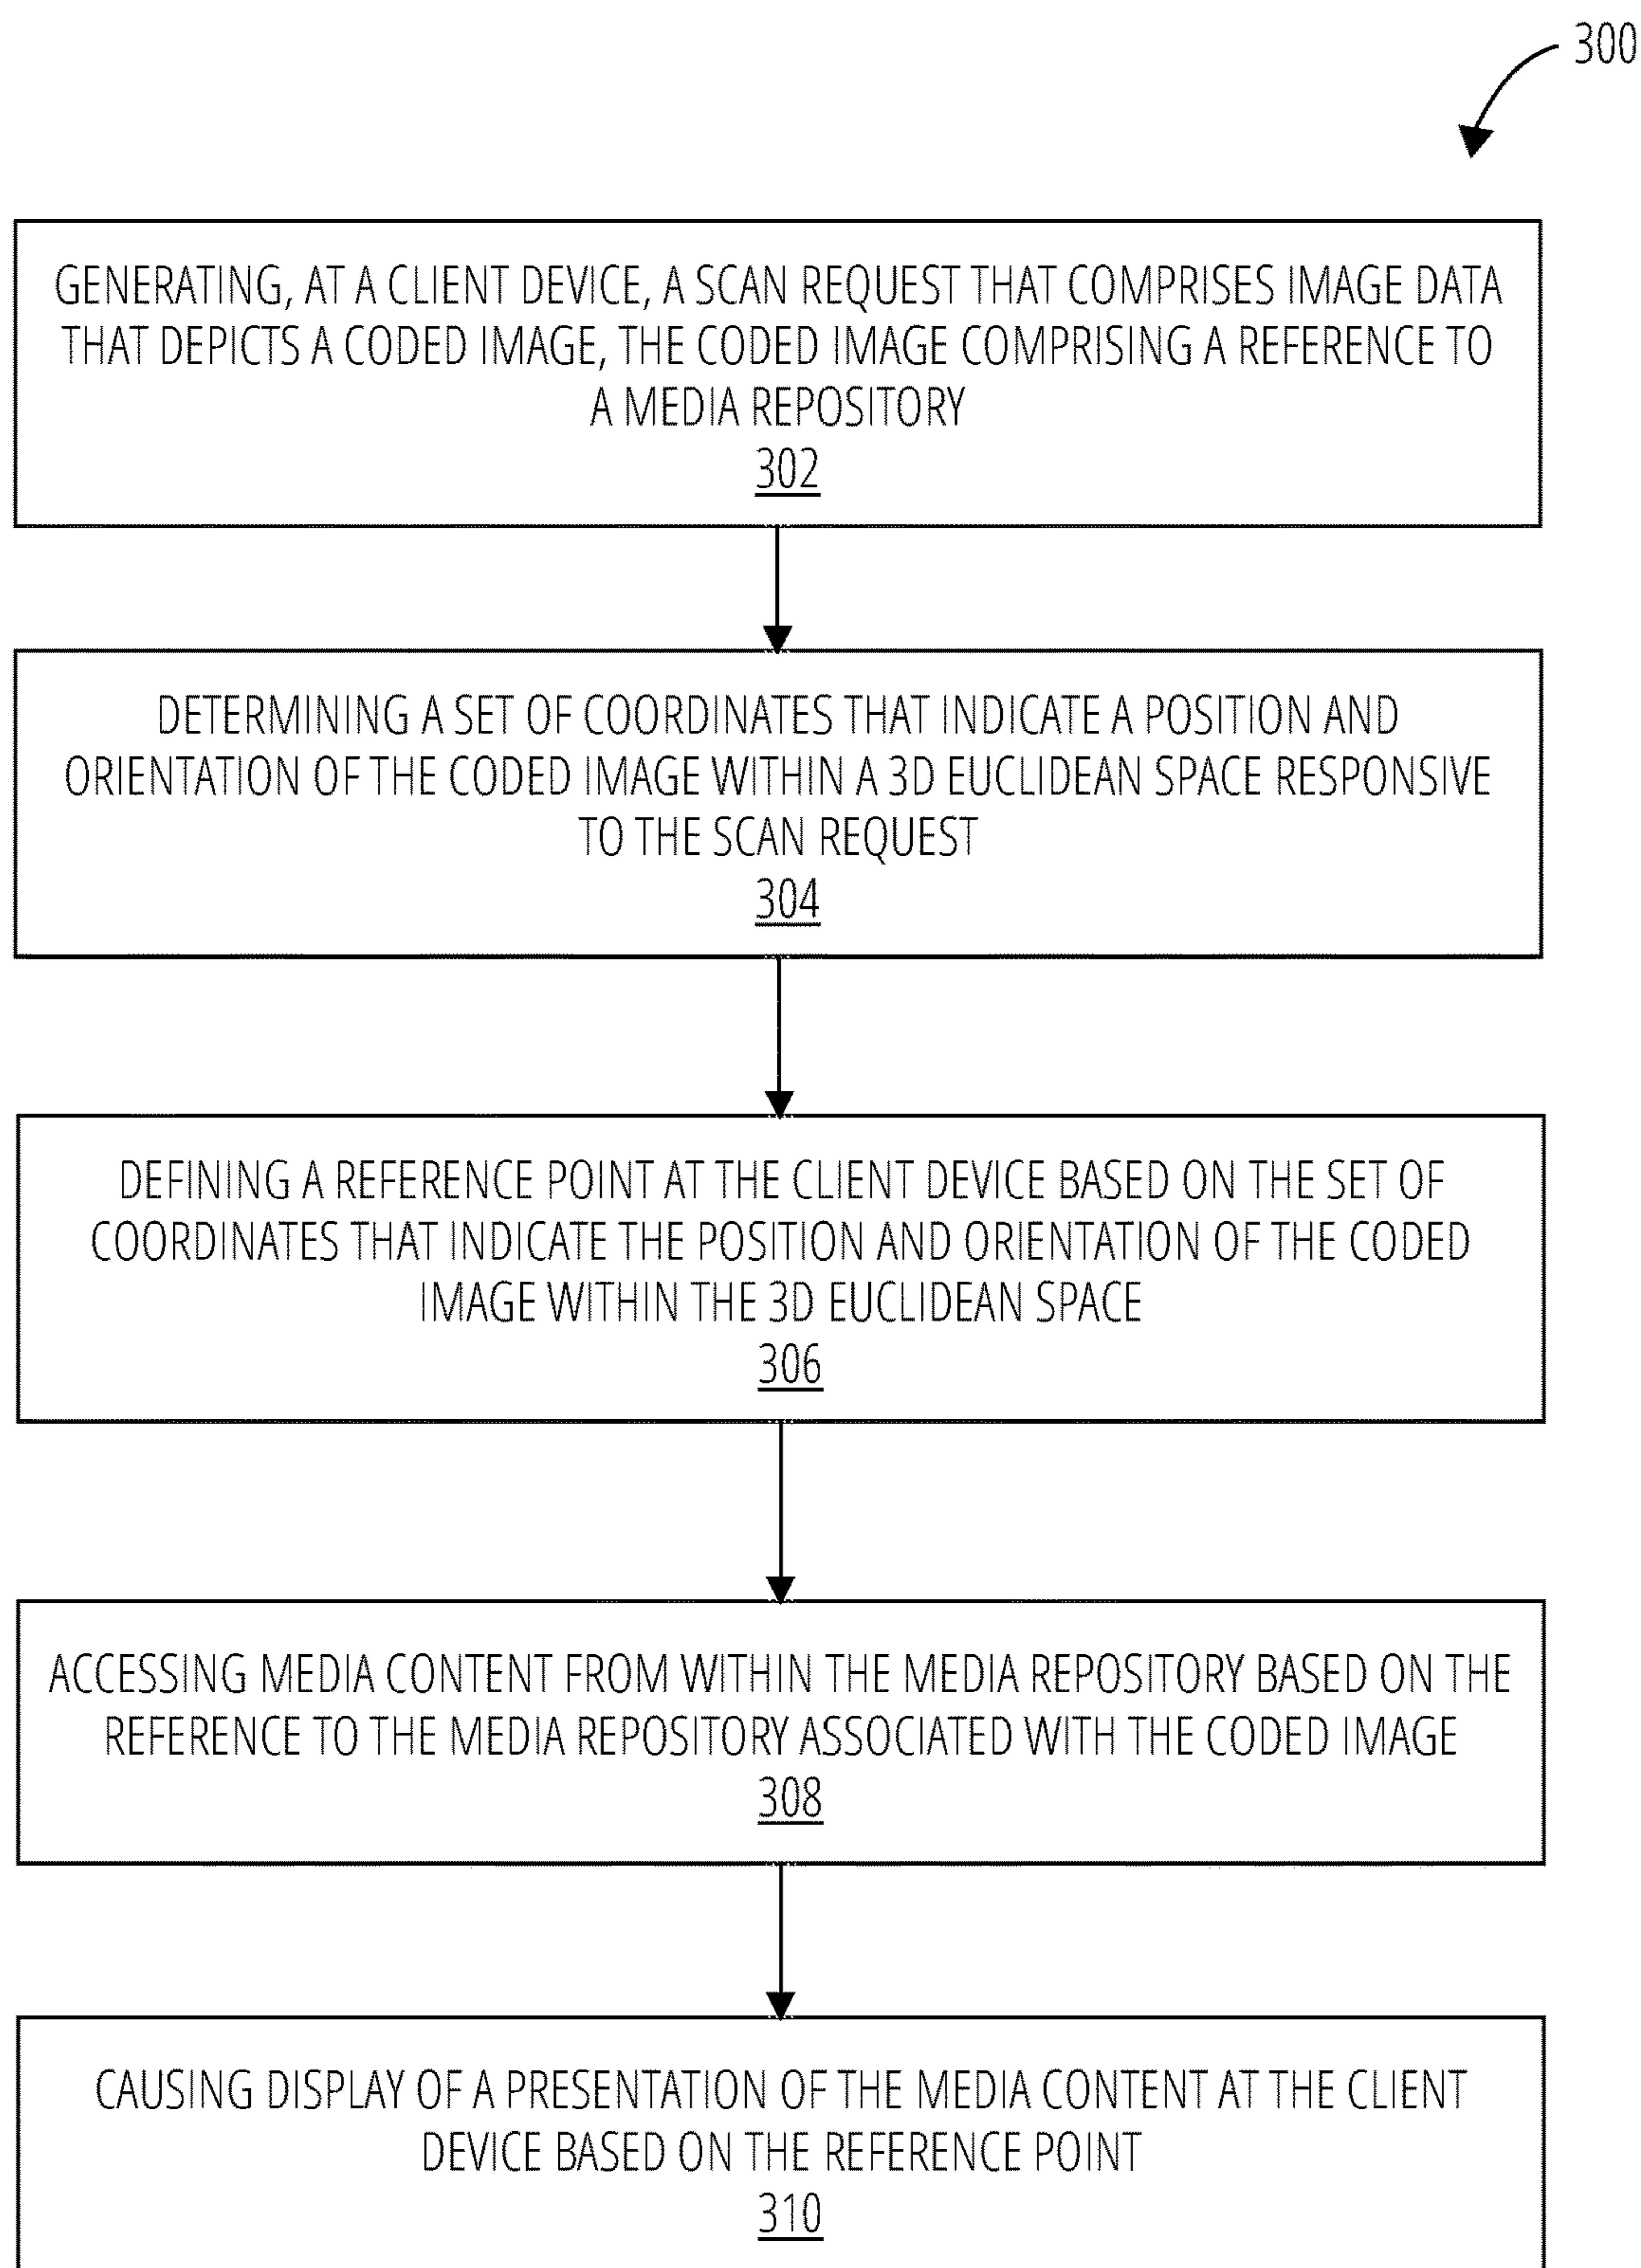 300
GENERATING, AT A CLIENT DEVICE, A SCAN REQUEST THAT COMPRISES IMAGE DATA
THAT DEPICTS A CODED IMAGE, THE CODED IMAGE COMPRISING A REFERENCE TO
A MEDIA REPOSITORY
302
DETERMINING A SET OF COORDINATES THAT INDICATE A POSITION AND
ORIENTATION OF THE CODED IMAGE WITHIN A 3D EUCLIDEAN SPACE RESPONSIVE
TO THE SCAN REQUEST
304
DEFINING A REFERENCE POINT AT THE CLIENT DEVICE BASED ON THE SET OF
COORDINATES THAT INDICATE THE POSITION AND ORIENTATION OF THE CODED
IMAGE WITHIN THE 3D EUCLIDEAN SPACE
306
ACCESSING MEDIA CONTENT FROM WITHIN THE MEDIA REPOSITORY BASED ON THE
REFERENCE TO THE MEDIA REPOSITORY ASSOCIATED WITH THE CODED IMAGE
308
CAUSING DISPLAY OF A PRESENTATION OF THE MEDIA CONTENT AT THE CLIENT
DEVICE BASED ON THE REFERENCE POINT
310